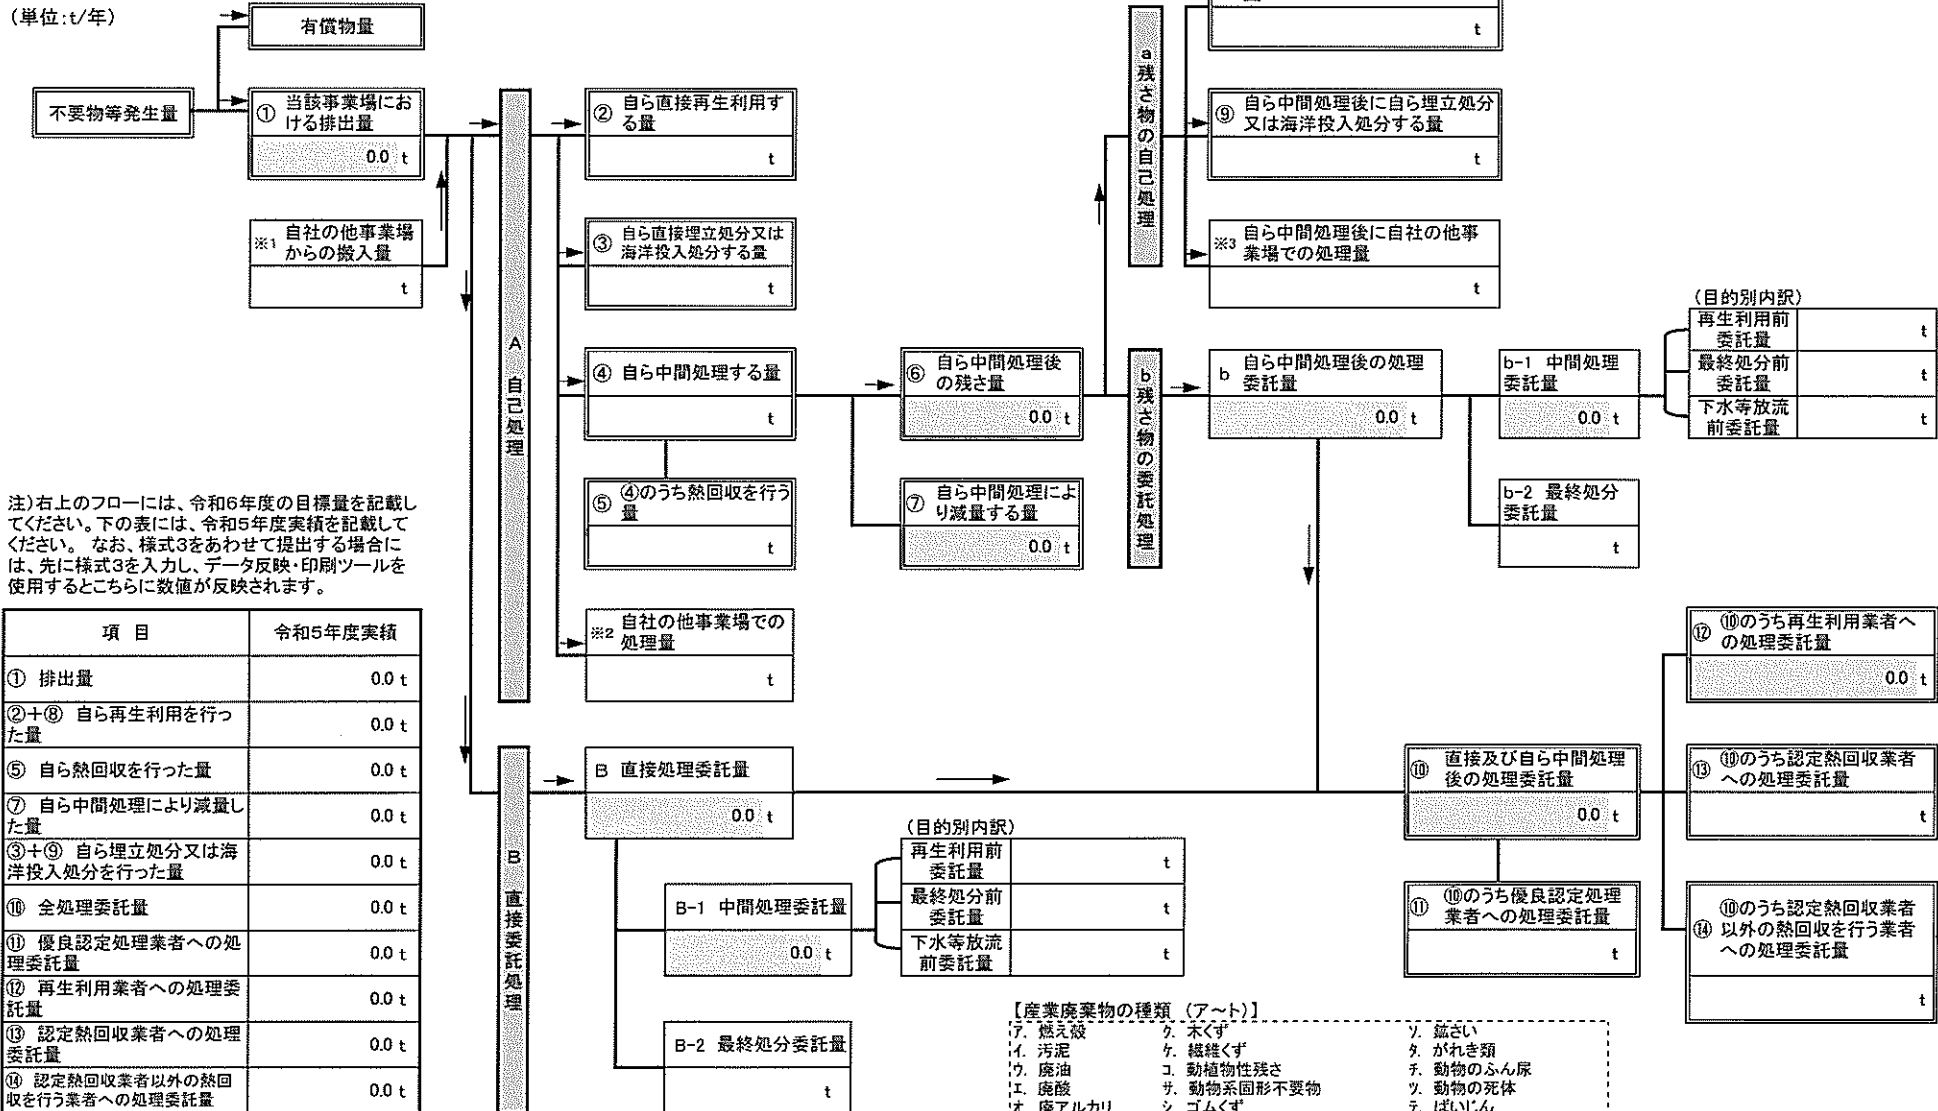 (単位:t/年)
有償物量
不要物等発生量
① 当該事業場にお
ける排出量
0.0 t
※1 自社の他事業場
からの搬入量
t
A 自己処理
② 自ら直接再生利用す
る量
t
③ 自ら直接埋立処分又は
海洋投入処分する量
t
④ 自ら中間処理する量
t
⑤ ④のうち熱回収を行う
量
t
※2 自社の他事業場での
処理量
t
⑥ 自ら中間処理後
の残さ量
0.0 t
⑦ 自ら中間処理によ
り減量する量
0.0 t
a 残さ物の自己処理
t
⑨ 自ら中間処理後に自ら埋立処分
又は海洋投入処分する量
t
※3 自ら中間処理後に自社の他事
業場での処理量
t
b 残さ物の委託処理
b 自ら中間処理後の処理
委託量
0.0 t
b-1 中間処理
委託量
0.0 t
(目的別内訳)
再生利用前
委託量
t
最終処分前
委託量
t
下水等放流
前委託量
t
b-2 最終処分
委託量
t
注)右上のフローには、令和6年度の目標量を記載し
てください。下の表には、令和5年度実績を記載して
ください。 なお、様式3をあわせて提出する場合に
は、先に様式3を入力し、データ反映・印刷ツールを
使用するとこちらに数値が反映されます。
項 目 令和5年度実績
① 排出量 0.0 t
②+⑧ 自ら再生利用を行っ
た量 0.0 t
⑤ 自ら熱回収を行った量 0.0 t
⑦ 自ら中間処理により減量し
た量 0.0 t
③+⑨ 自ら埋立処分又は海
洋投入処分を行った量 0.0 t
⑩ 全処理委託量 0.0 t
⑪ 優良認定処理業者への処
理委託量 0.0 t
⑫ 再生利用業者への処理委
託量 0.0 t
⑬ 認定熱回収業者への処理
委託量 0.0 t
⑭ 認定熱回収業者以外の熱回
収を行う業者への処理委託量 0.0 t
B 直接委託処理
B 直接処理委託量
0.0 t
B-1 中間処理委託量
0.0 t
(目的別内訳)
再生利用前
委託量
t
最終処分前
委託量
t
下水等放流
前委託量
t
B-2 最終処分委託量
t
⑩ 直接及び自ら中間処理
後の処理委託量
0.0 t
⑪ ⑩のうち優良認定処理
業者への処理委託量
t
⑫ ⑩のうち再生利用業者へ
の処理委託量
0.0 t
⑬ ⑩のうち認定熱回収業者
への処理委託量
t
⑭ ⑩のうち認定熱回収業者
以外の熱回収を行う業者
への処理委託量
t
【産業廃棄物の種類 (ア~ト)】
ア. 燃え殻 ク. 木くず ソ. 鉱さい
イ. 汚泥 ケ. 繊維くず タ. がれき類
ウ. 廃油 コ. 動植物性残さ チ. 動物のふん尿
エ. 廃酸 サ. 動物系固形不要物 ツ. 動物の死体
オ. 廃アルカリ シ. ゴムくず テ. ばいじん